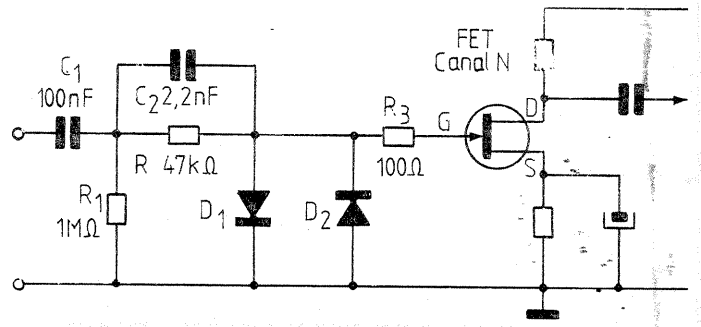 FET
Canal N
C1
100nF
C2 2,2nF
R3
G
D
100Ω
S
R 47kΩ
R1
1MΩ
D1
D2